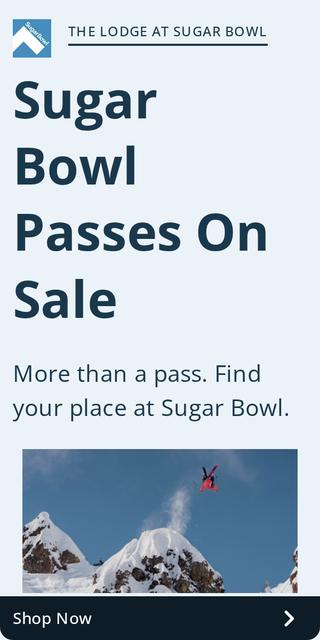 SugarBowl
THE LODGE AT SUGAR BOWL
Sugar
Bowl
Passes On
Sale
More than a pass. Find
your place at Sugar Bowl.
Shop Now